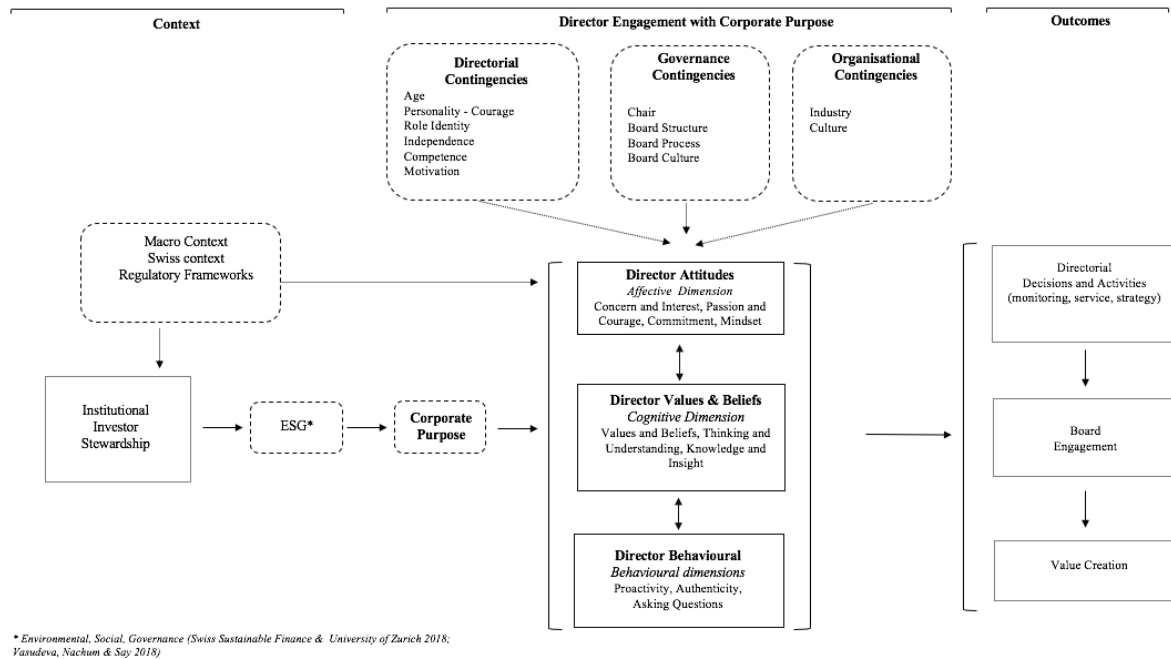 Context
Director Engagement with Corporate Purpose
Outcomes
Directorial
Contingencies
Age
Personality - Courage
Role Identity
Independence
Competence
Motivation
Governance
Contingencies
Chair
Board Structure
Board Process
Board Culture
Organisational
Contingencies
Industry
Culture
Macro Context
Swiss context
Regulatory Frameworks
Institutional
Investor
Stewardship
ESG*
Corporate
Purpose
Director Attitudes
Affective Dimension
Concern and Interest, Passion and
Courage, Commitment, Mindset
Director Values & Beliefs
Cognitive Dimension
Values and Beliefs, Thinking and
Understanding, Knowledge and
Insight
Director Behavioural
Behavioural dimensions
Proactivity, Authenticity,
Asking Questions
Directorial
Decisions and Activities
(monitoring, service, strategy)
Board
Engagement
Value Creation
* Environmental, Social, Governance (Swiss Sustainable Finance & University of Zurich 2018;
Vasudeva, Nachum & Say 2018)